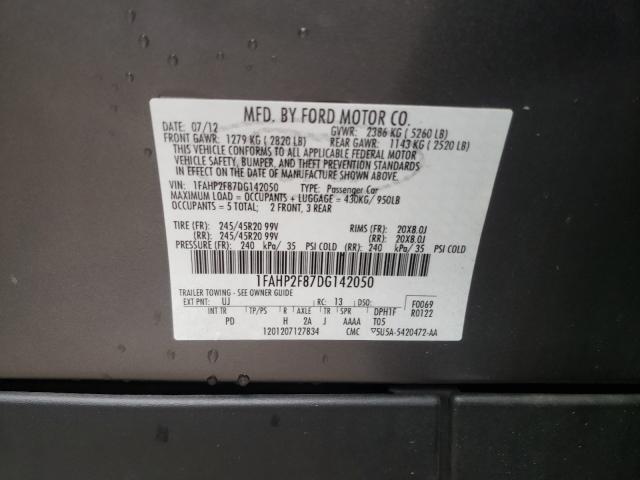 MFD. BY FORD MOTOR CO.
DATE: 07/12 GVWR: 2386 KG ( 5260 LB)
FRONT GAWR: 1279 KG ( 2820 LB) REAR GAWR: 1143 KG ( 2520 LB)
THIS VEHICLE CONFORMS TO ALL APPLICABLE FEDERAL MOTOR
VEHICLE SAFETY, BUMPER, AND THEFT PREVENTION STANDARDS
IN EFFECT ON THE DATE OF MANUFACTURE SHOWN ABOVE.
VIN: 1FAHP2F87DG142050 TYPE: Passenger Car
MAXIMUM LOAD = OCCUPANTS + LUGGAGE = 430KG/950LB
OCCUPANTS = 5 TOTAL: 2 FRONT, 3 REAR
TIRE (FR): 245/45R20 99V RIMS (FR): 20X8.0J
(RR): 245/45R20 99V (RR): 20X8.0J
PRESSURE (FR): 240 kPa/ 35 PSI COLD (RR): 240 kPa/ 35 PSI COLD
1FAHP2F87DG142050
TRAILER TOWING - SEE OWNER GUIDE
EXT PNT: UJ RC: 13 DSO: F0069
INT TR TP/PS R AXLE TR SPR DPH1F R0122
PD H 2A J AAAA T05
1201207127834 CMC 5U5A-5420472-AA